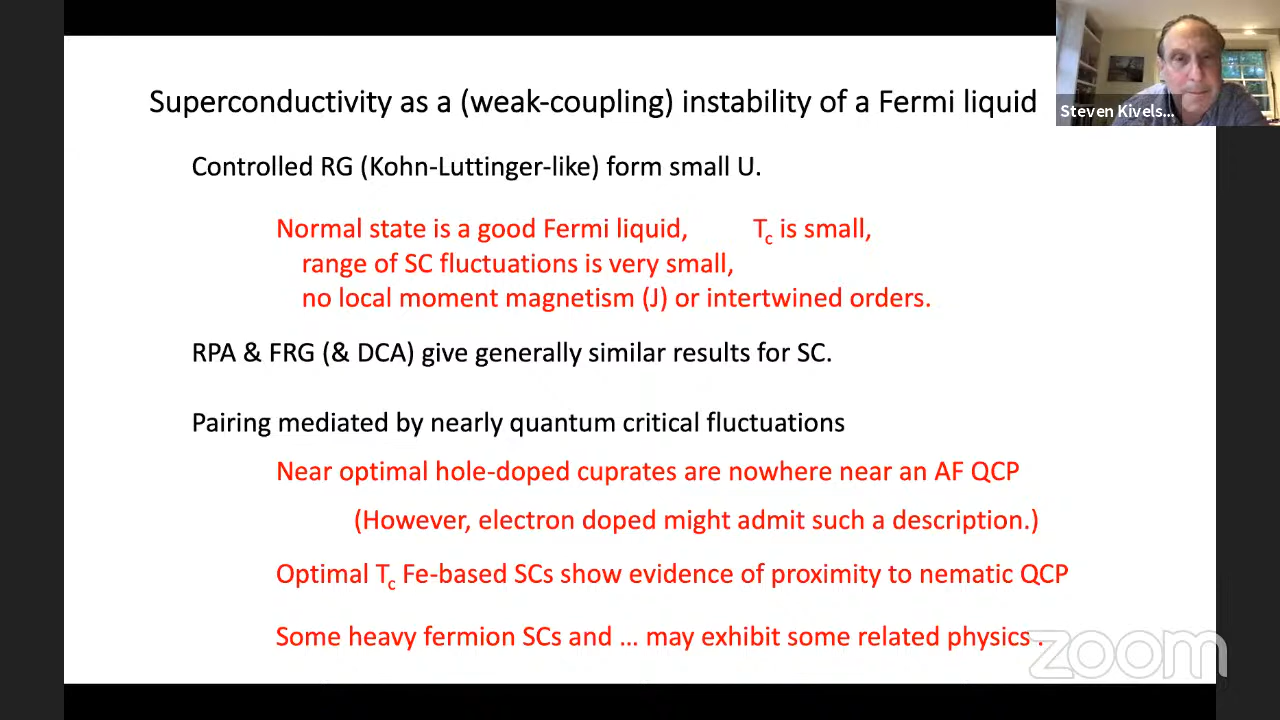 Superconductivity as a (weak-coupling) instability of a Fermi liquid
Steven Kivels...
Controlled RG (Kohn-Luttinger-like) form small U.
Normal state is a good Fermi liquid, Tc is small,
range of SC fluctuations is very small,
no local moment magnetism (J) or intertwined orders.
RPA & FRG (& DCA) give generally similar results for SC.
Pairing mediated by nearly quantum critical fluctuations
Near optimal hole-doped cuprates are nowhere near an AF QCP
(However, electron doped might admit such a description.)
Optimal Tc Fe-based SCs show evidence of proximity to nematic QCP
Some heavy fermion SCs and ... may exhibit some related physics .
zoom